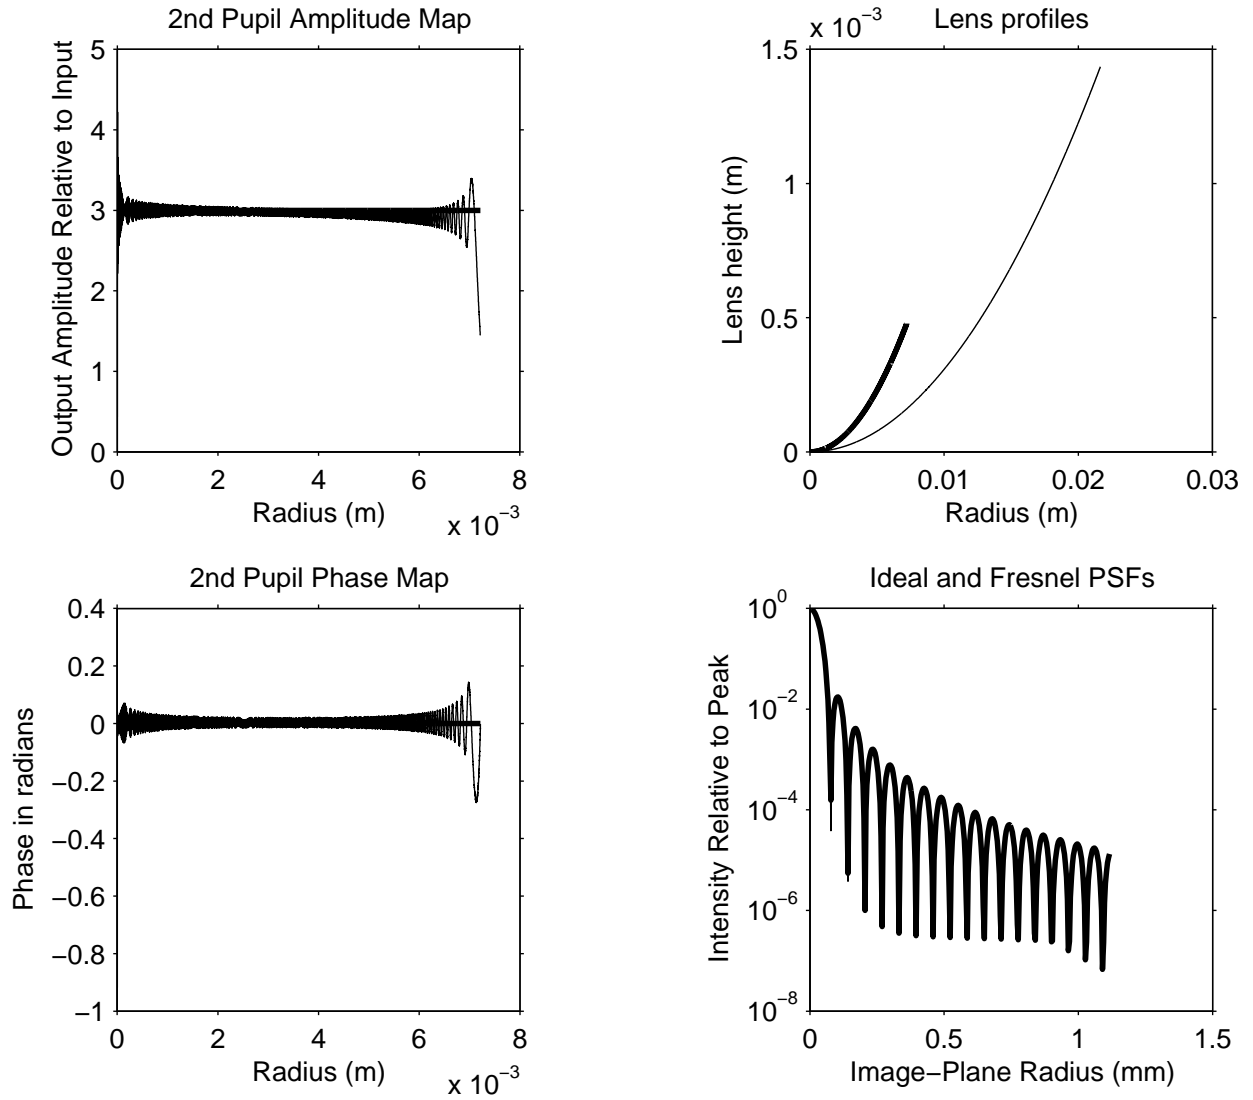 2nd Pupil Amplitude Map
Output Amplitude Relative to Input
5
4
3
2
1
0
0 2 4 6 8
Radius (m)
x 10−3
Lens profiles
x 10−3
Lens height (m)
1.5
1
0.5
0
0 0.01 0.02 0.03
Radius (m)
2nd Pupil Phase Map
Phase in radians
0.4
0.2
0
−0.2
−0.4
−0.6
−0.8
−1
0 2 4 6 8
Radius (m)
x 10−3
Ideal and Fresnel PSFs
Intensity Relative to Peak
100
10−2
10−4
10−6
10−8
0 0.5 1 1.5
Image−Plane Radius (mm)